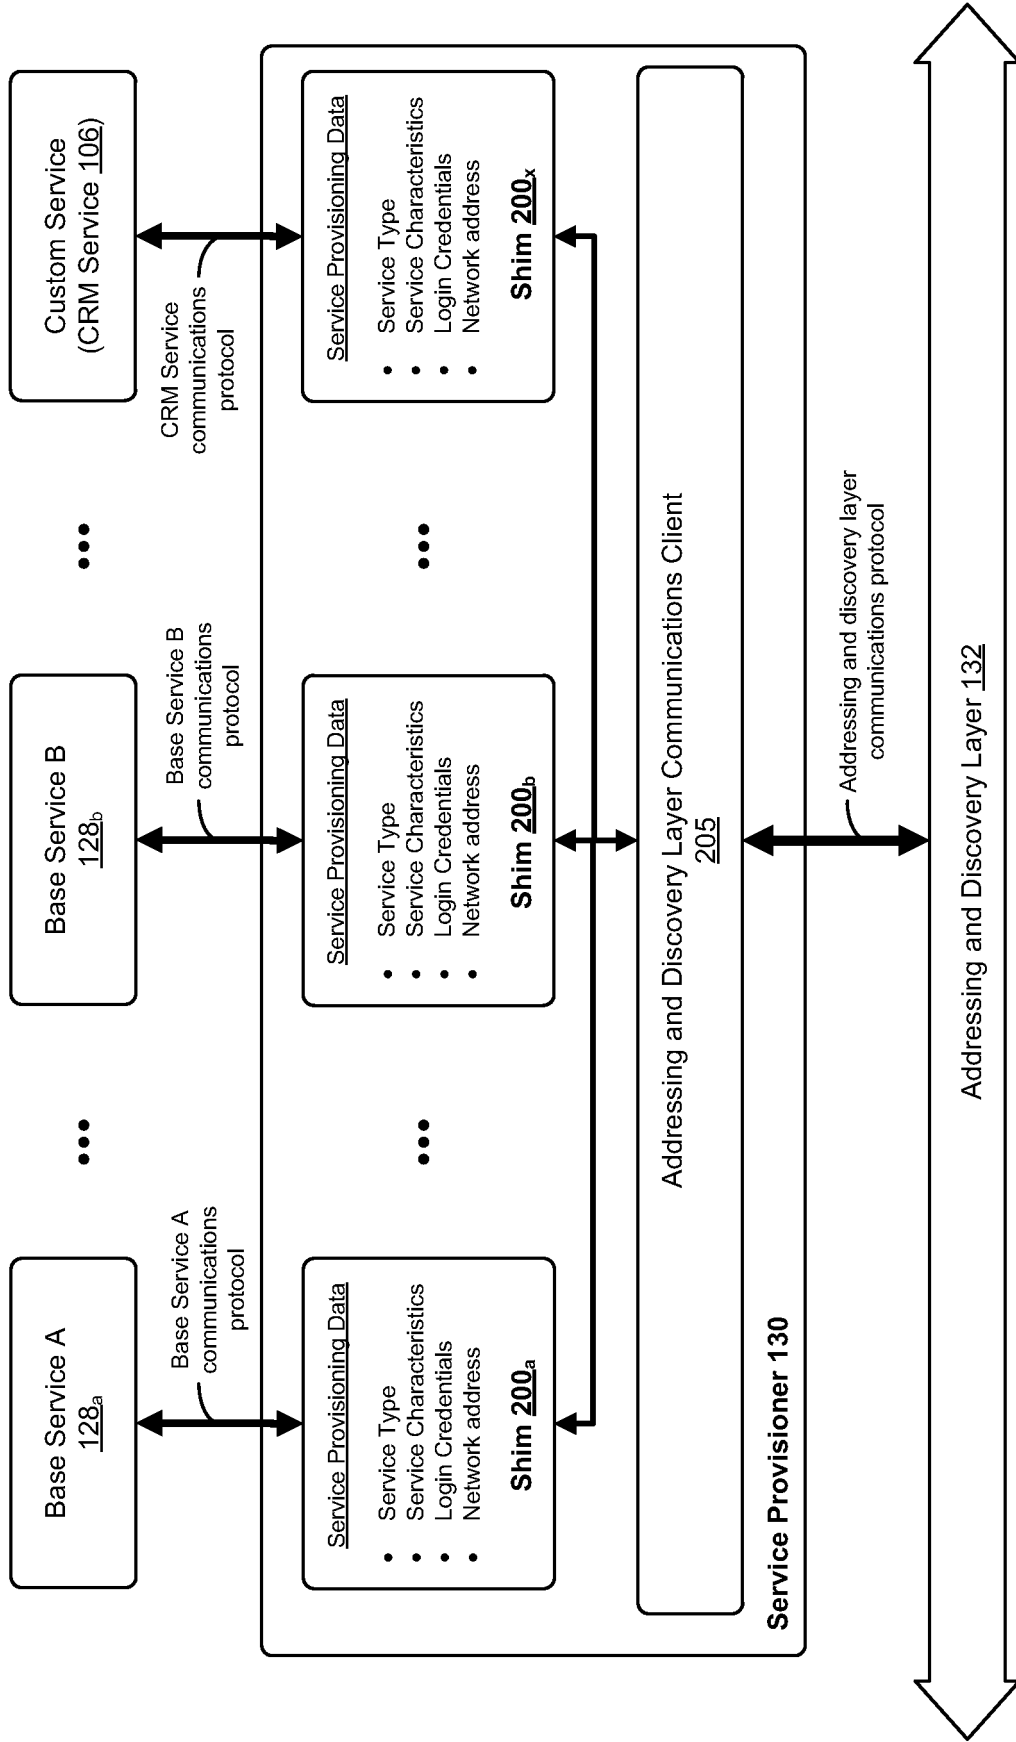 Base Service A
128a
Base Service B
128b
Custom Service
(CRM Service 106)
Base Service A
communications
protocol
Base Service B
communications
protocol
CRM Service
communications
protocol
Service Provisioning Data
• Service Type
• Service Characteristics
• Login Credentials
• Network address
Shim 200a
Service Provisioning Data
• Service Type
• Service Characteristics
• Login Credentials
• Network address
Shim 200b
Service Provisioning Data
• Service Type
• Service Characteristics
• Login Credentials
• Network address
Shim 200x
Addressing and Discovery Layer Communications Client
205
Service Provisioner 130
Addressing and discovery layer
communications protocol
Addressing and Discovery Layer 132